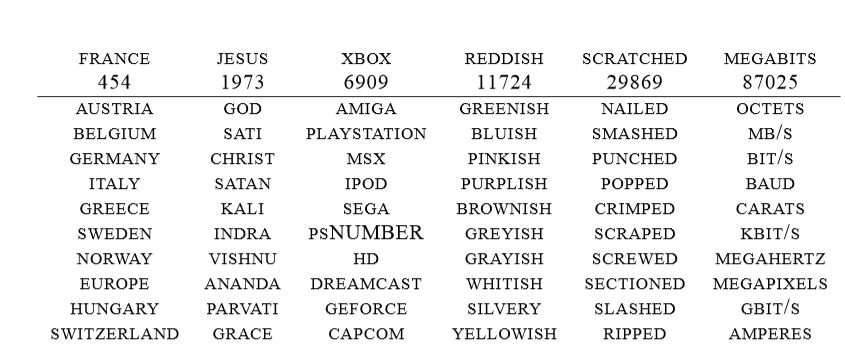 FRANCE JESUS XBOX REDDISH SCRATCHED MEGABITS
454 1973 6909 11724 29869 87025
AUSTRIA GOD AMIGA GREENISH NAILED OCTETS
BELGIUM SATI PLAYSTATION BLUISH SMASHED MB/S
GERMANY CHRIST MSX PINKISH PUNCHED BIT/S
ITALY SATAN IPOD PURPLISH POPPED BAUD
GREECE KALI SEGA BROWNISH CRIMPED CARATS
SWEDEN INDRA PSNUMBER GREYISH SCRAPED KBIT/S
NORWAY VISHNU HD GRAYISH SCREWED MEGAHERTZ
EUROPE ANANDA DREAMCAST WHITISH SECTIONED MEGAPIXELS
HUNGARY PARVATI GEFORCE SILVERY SLASHED GBIT/S
SWITZERLAND GRACE CAPCOM YELLOWISH RIPPED AMPERES